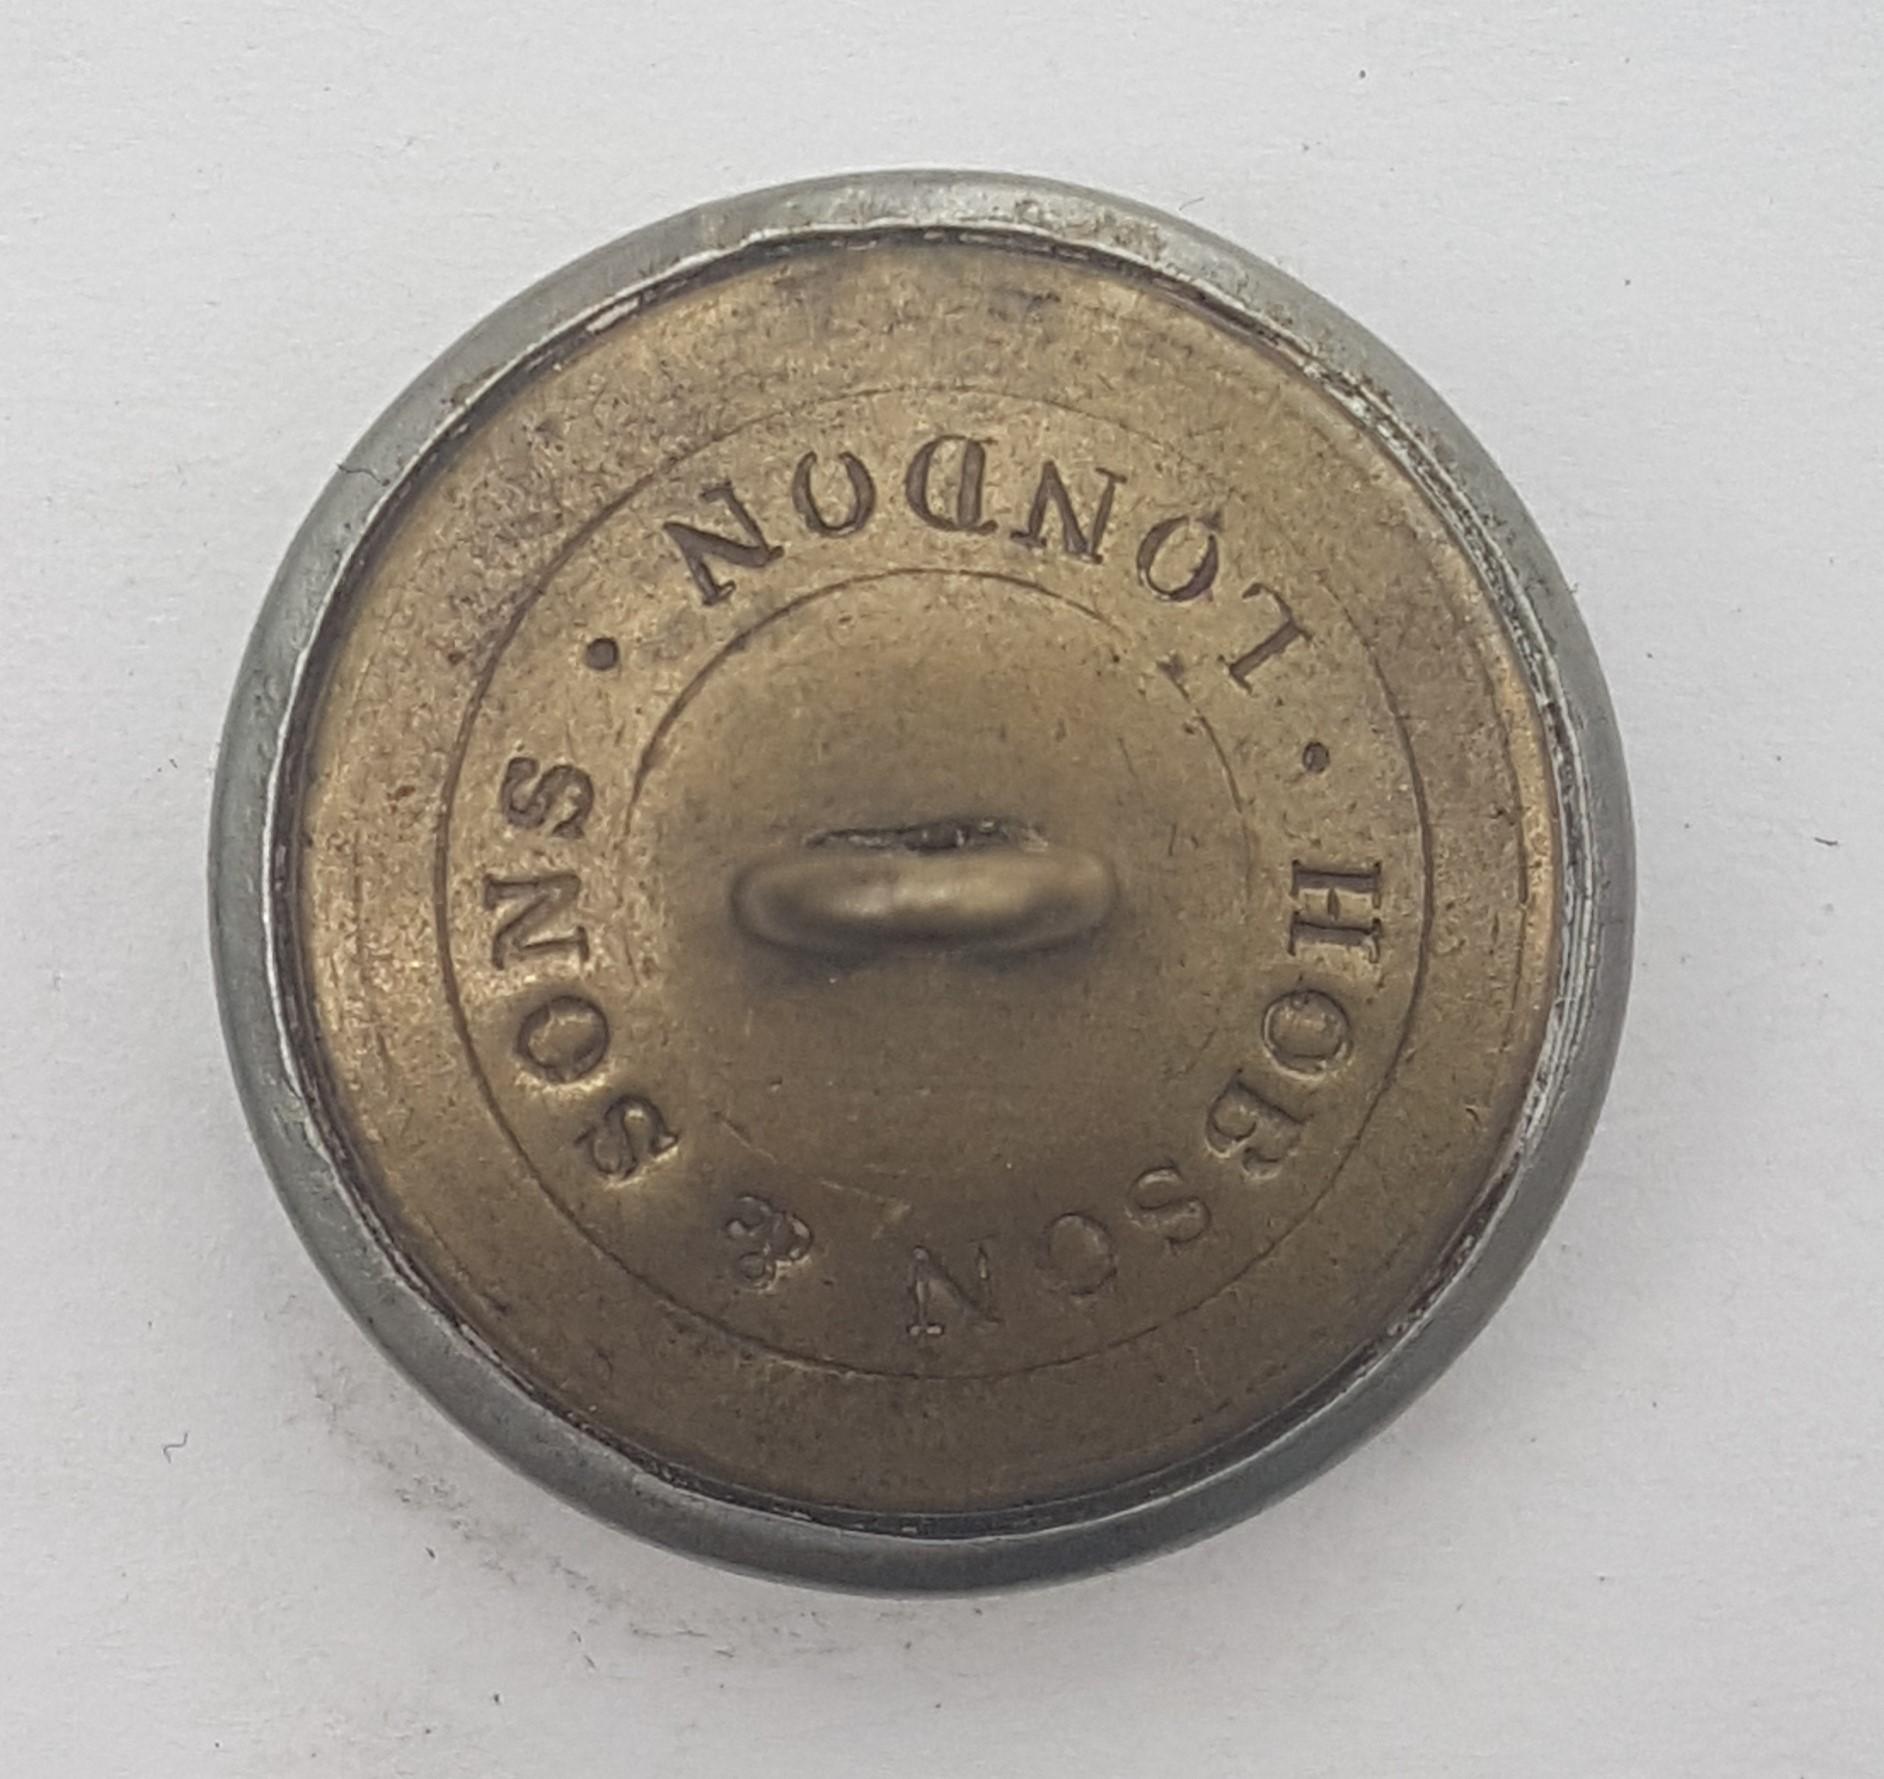 HOBSON & SONS · LONDON ·